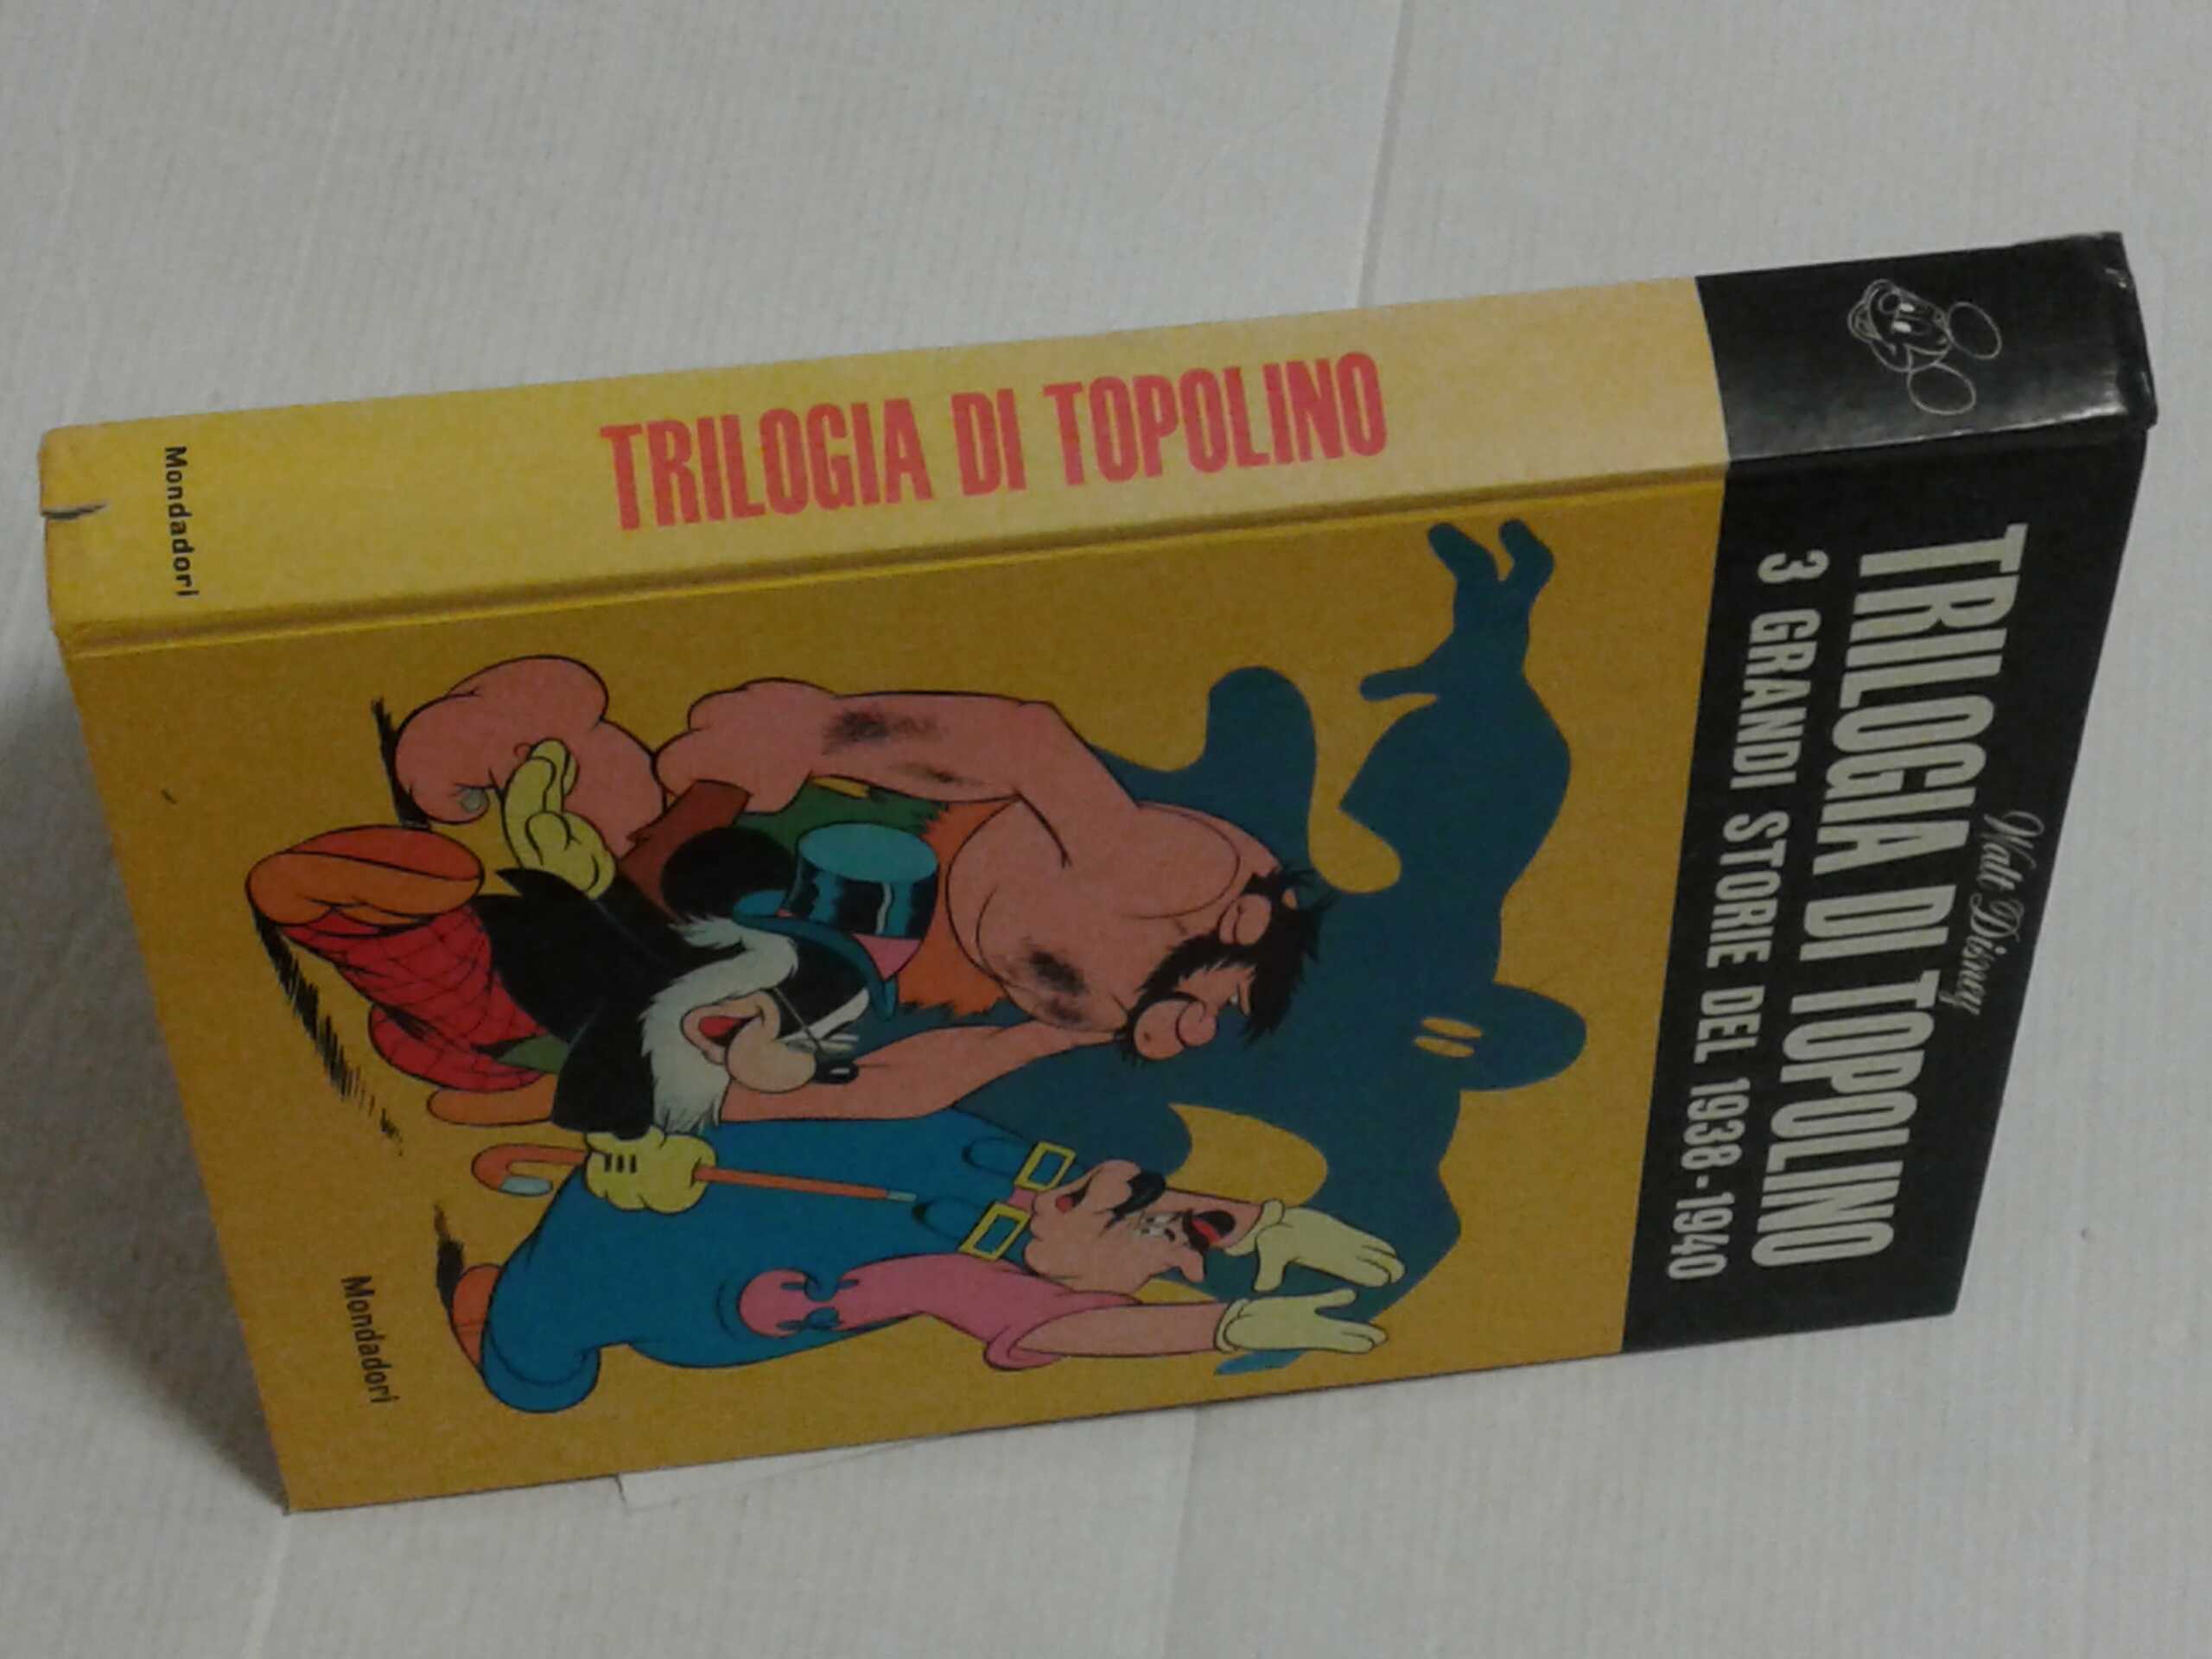 TRILOGIA DI TOPOLINO
Mondadori
Walt Disney
TRILOGIA DI TOPOLINO
3 GRANDI STORIE DEL 1938-1940
Mondadori